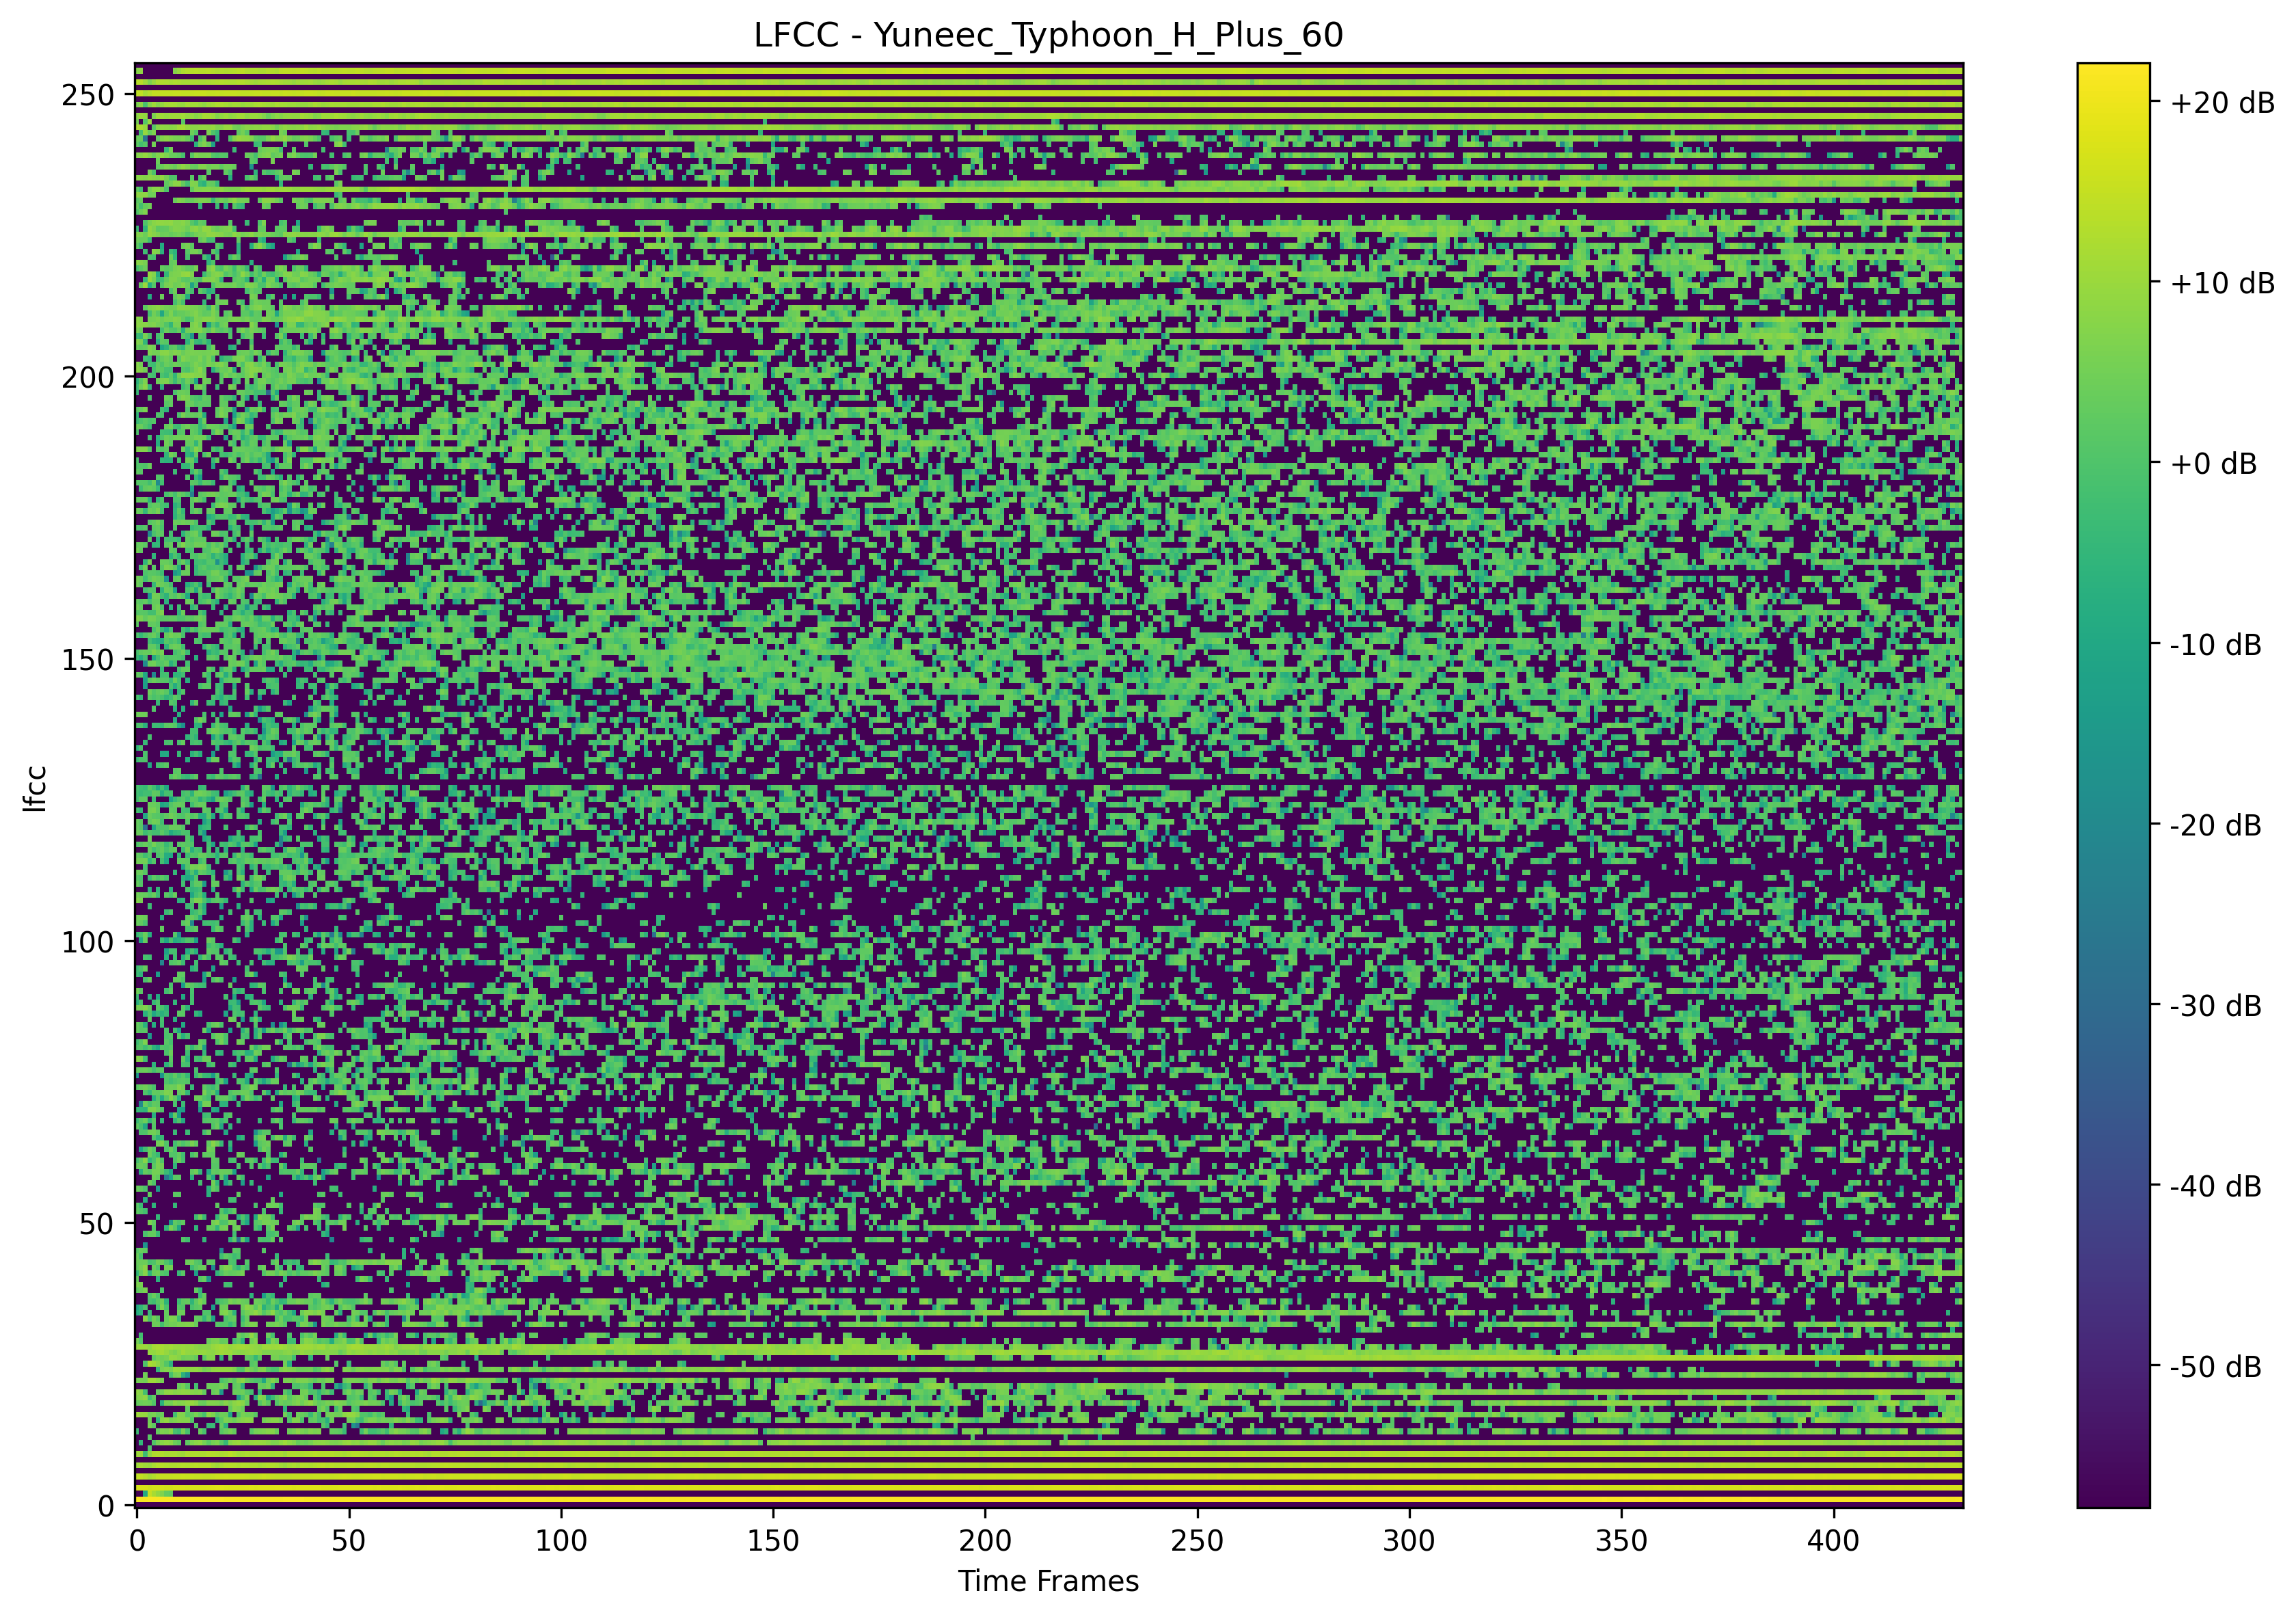 LFCC - Yuneec_Typhoon_H_Plus_60
250
200
150
100
50
0
lfcc
0 50 100 150 200 250 300 350 400
Time Frames
+20 dB
+10 dB
+0 dB
-10 dB
-20 dB
-30 dB
-40 dB
-50 dB